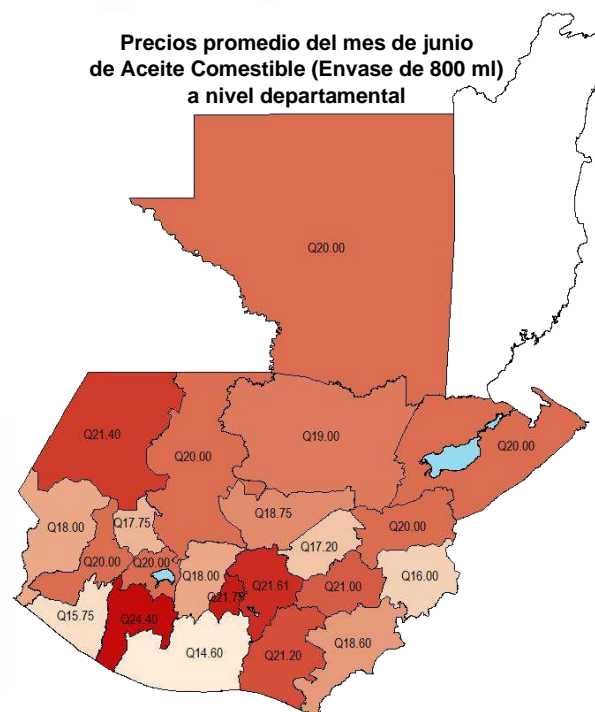 Precios promedio del mes de junio
de Aceite Comestible (Envase de 800 ml)
a nivel departamental
Q20.00
Q21.40
Q20.00
Q19.00
Q20.00
Q18.00
Q17.75
Q18.75
Q20.00
Q17.20
Q20.00
Q20.00
Q18.00
Q21.61
Q21.00
Q16.00
Q21.75
Q15.75
Q24.40
Q14.60
Q21.20
Q18.60